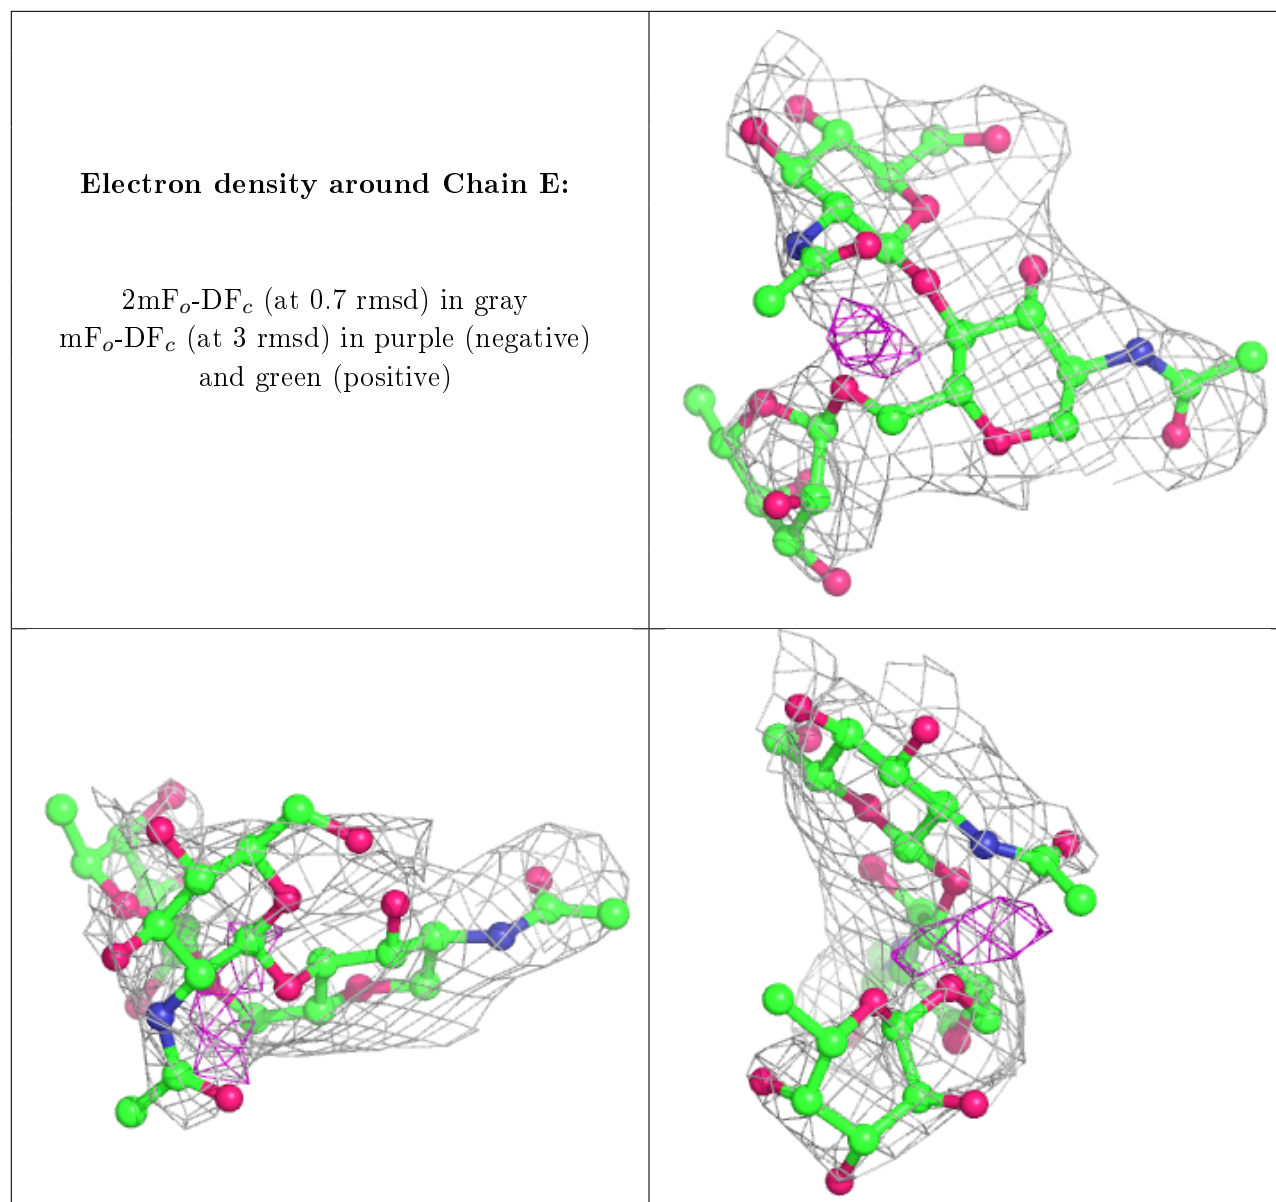 Electron density around Chain E:
2mFo-DFc (at 0.7 rmsd) in gray
mFo-DFc (at 3 rmsd) in purple (negative)
and green (positive)